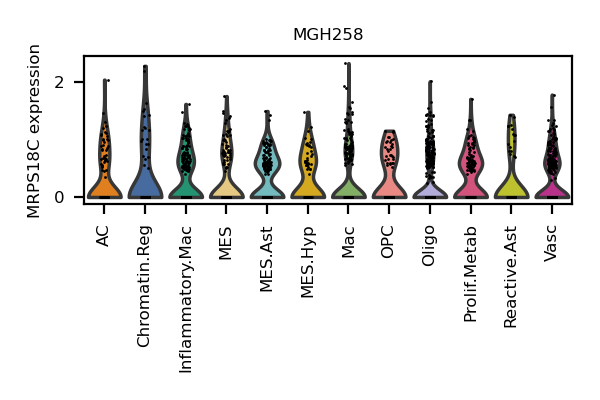 MGH258
MRPS18C expression
2
0
AC
Chromatin.Reg
Inflammatory.Mac
MES
MES.Ast
MES.Hyp
Mac
OPC
Oligo
Prolif.Metab
Reactive.Ast
Vasc